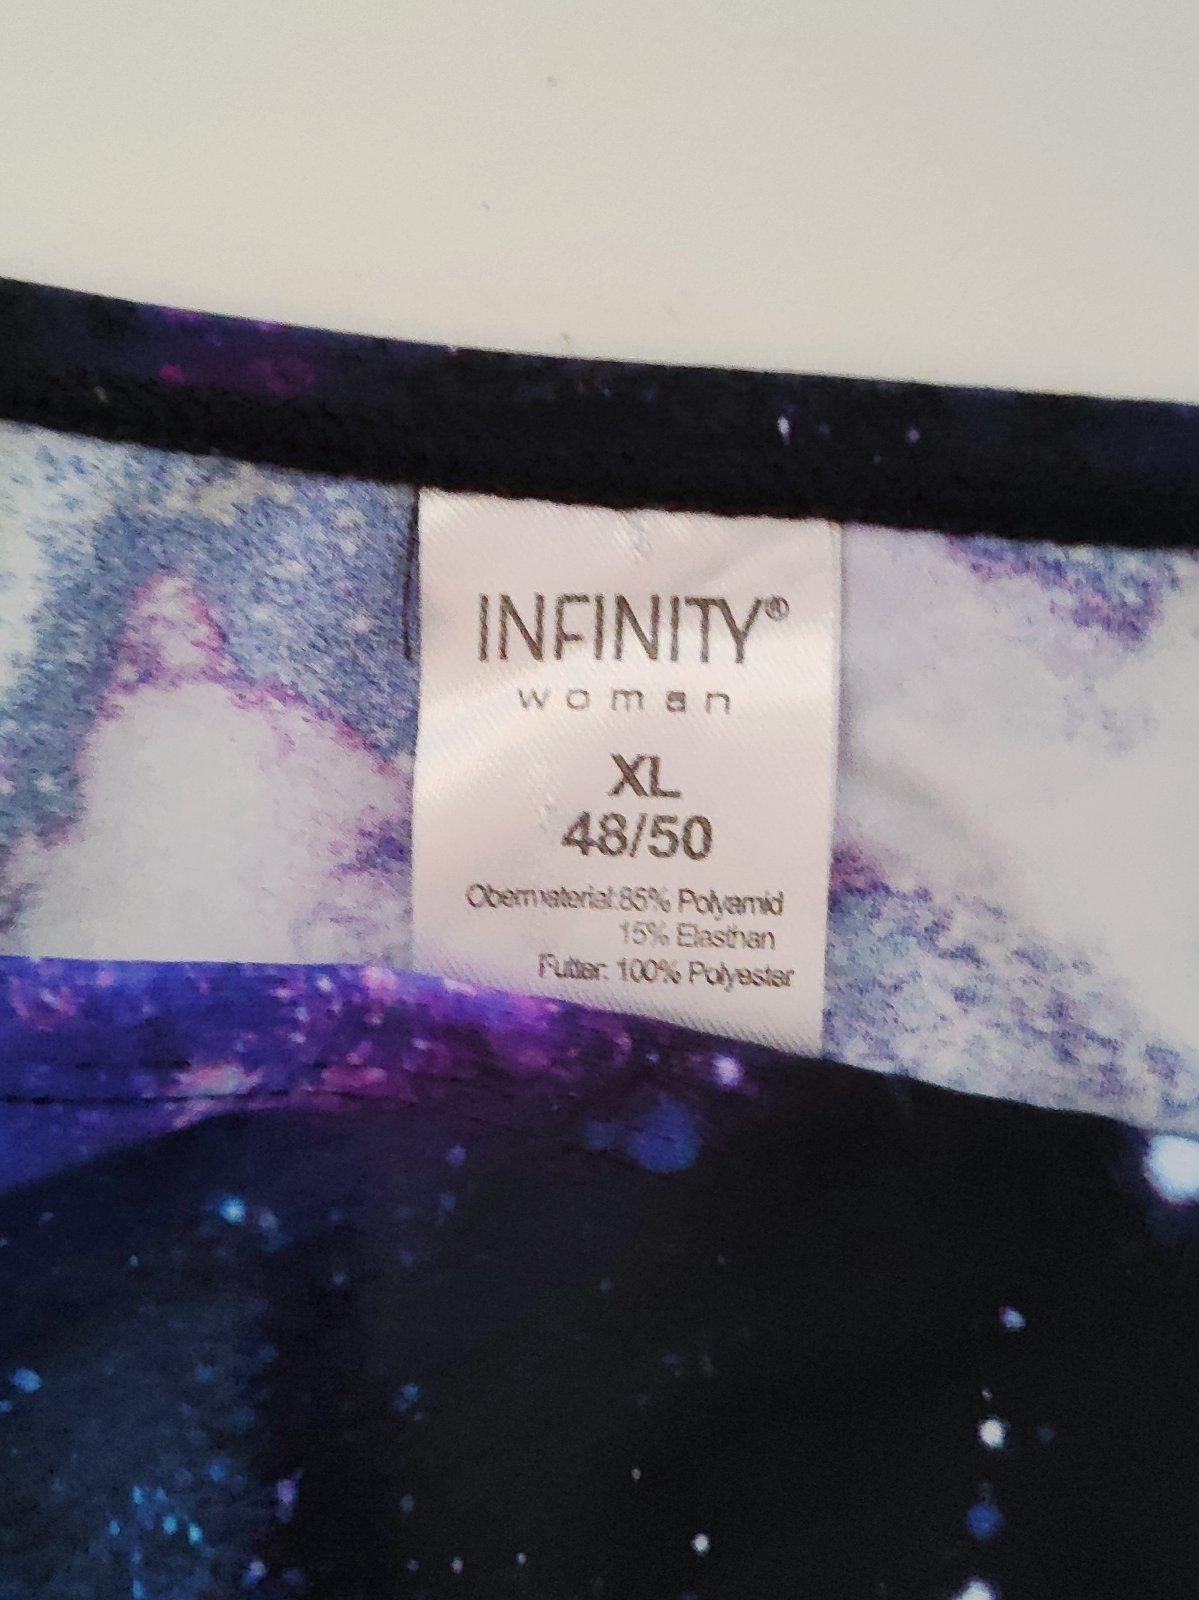 INFINITY®
woman
XL
48/50
Obermaterial: 85% Polyamid
15% Elasthan
Futter: 100% Polyester